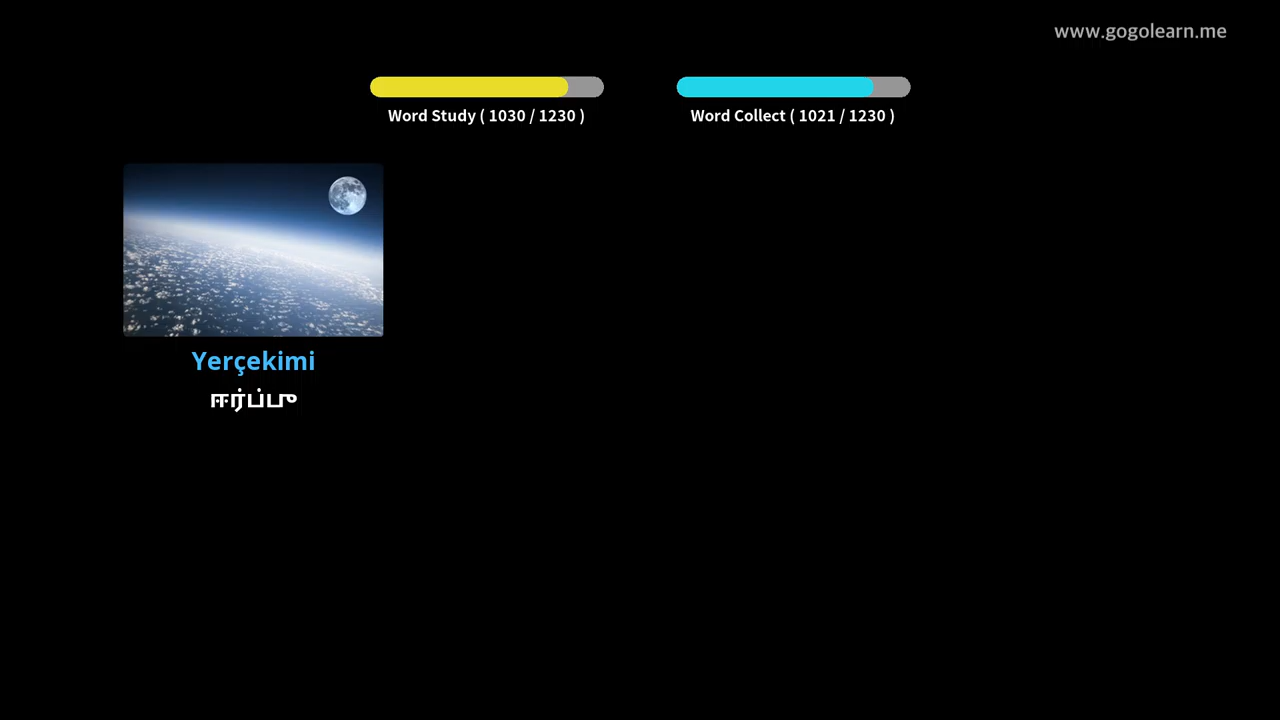 www.gogolearn.me
Word Study ( 1030 / 1230 )
Word Collect ( 1021 / 1230 )
Yerçekimi
ஈர்ப்பு